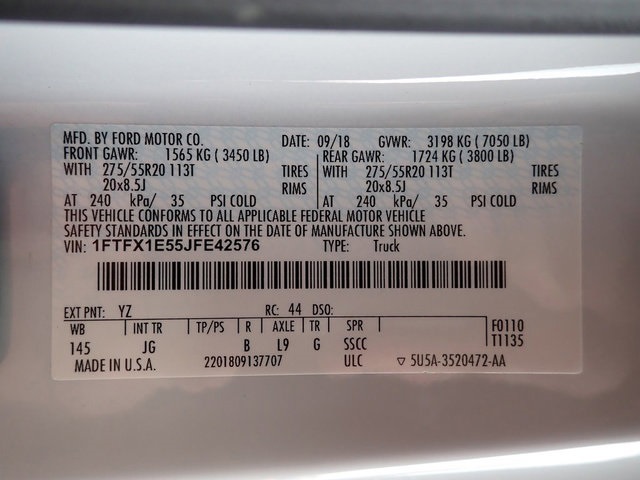 MFD. BY FORD MOTOR CO. DATE: 09/18 GVWR: 3198 KG ( 7050 LB)
FRONT GAWR: 1565 KG ( 3450 LB) REAR GAWR: 1724 KG ( 3800 LB)
WITH 275/55R20 113T TIRES WITH 275/55R20 113T TIRES
20x8.5J RIMS 20x8.5J RIMS
AT 240 kPa/ 35 PSI COLD AT 240 kPa/ 35 PSI COLD
THIS VEHICLE CONFORMS TO ALL APPLICABLE FEDERAL MOTOR VEHICLE
SAFETY STANDARDS IN EFFECT ON THE DATE OF MANUFACTURE SHOWN ABOVE.
VIN: 1FTFX1E55JFE42576 TYPE: Truck
EXT PNT: YZ RC: 44 DSO:
WB INT TR TP/PS R AXLE TR SPR F0110
145 JG B L9 G SSCC T1135
MADE IN U.S.A. 2201809137707 ULC ▽ 5U5A-3520472-AA